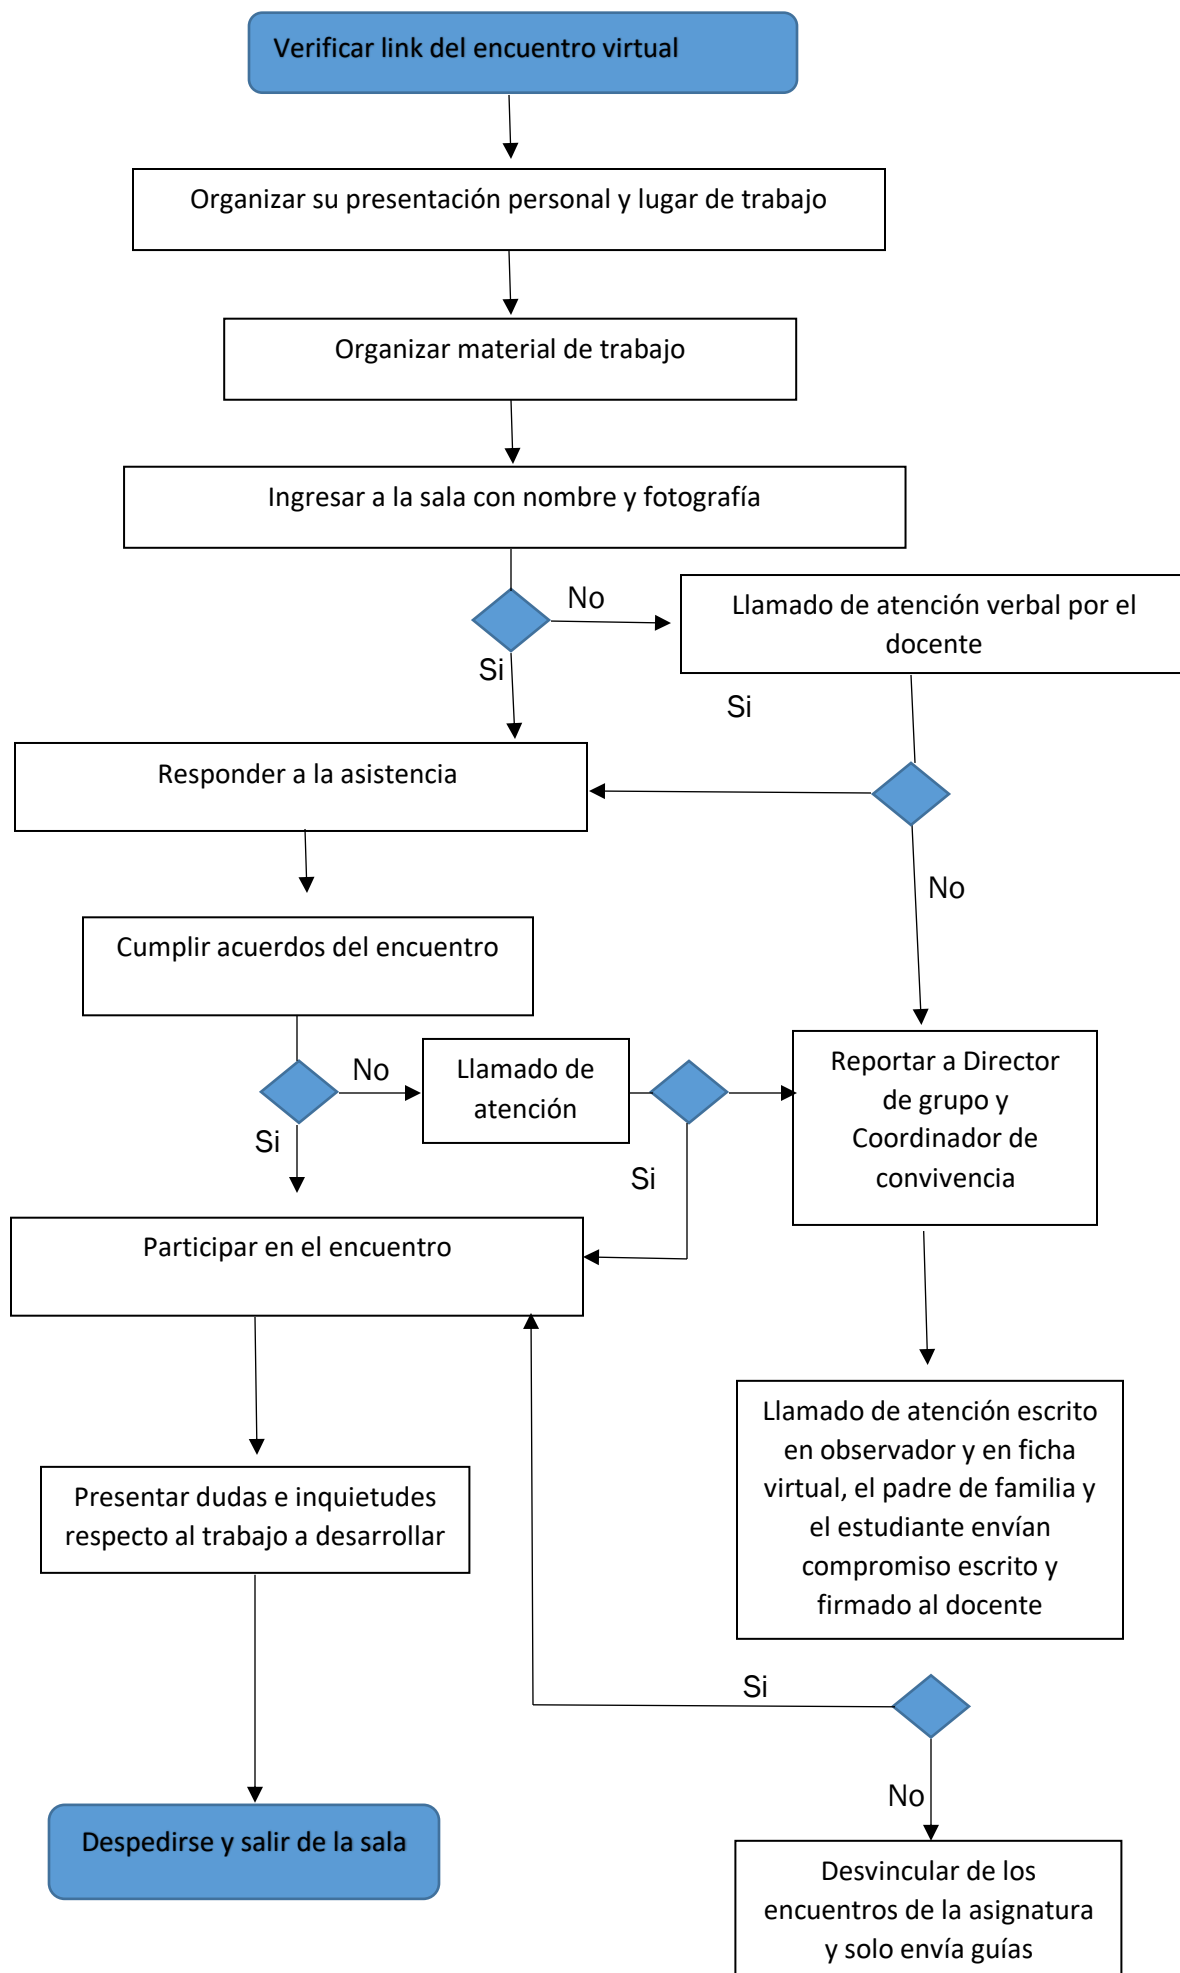 Verificar link del encuentro virtual
Organizar su presentación personal y lugar de trabajo
Organizar material de trabajo
Ingresar a la sala con nombre y fotografía
No
Llamado de atención verbal por el
docente
Si
Si
Responder a la asistencia
No
Cumplir acuerdos del encuentro
No
Llamado de
atención
Reportar a Director
de grupo y
Coordinador de
convivencia
Si
Si
Participar en el encuentro
Llamado de atención escrito
en observador y en ficha
virtual, el padre de familia y
el estudiante envían
compromiso escrito y
firmado al docente
Presentar dudas e inquietudes
respecto al trabajo a desarrollar
Si
No
Despedirse y salir de la sala
Desvincular de los
encuentros de la asignatura
y solo envía guías